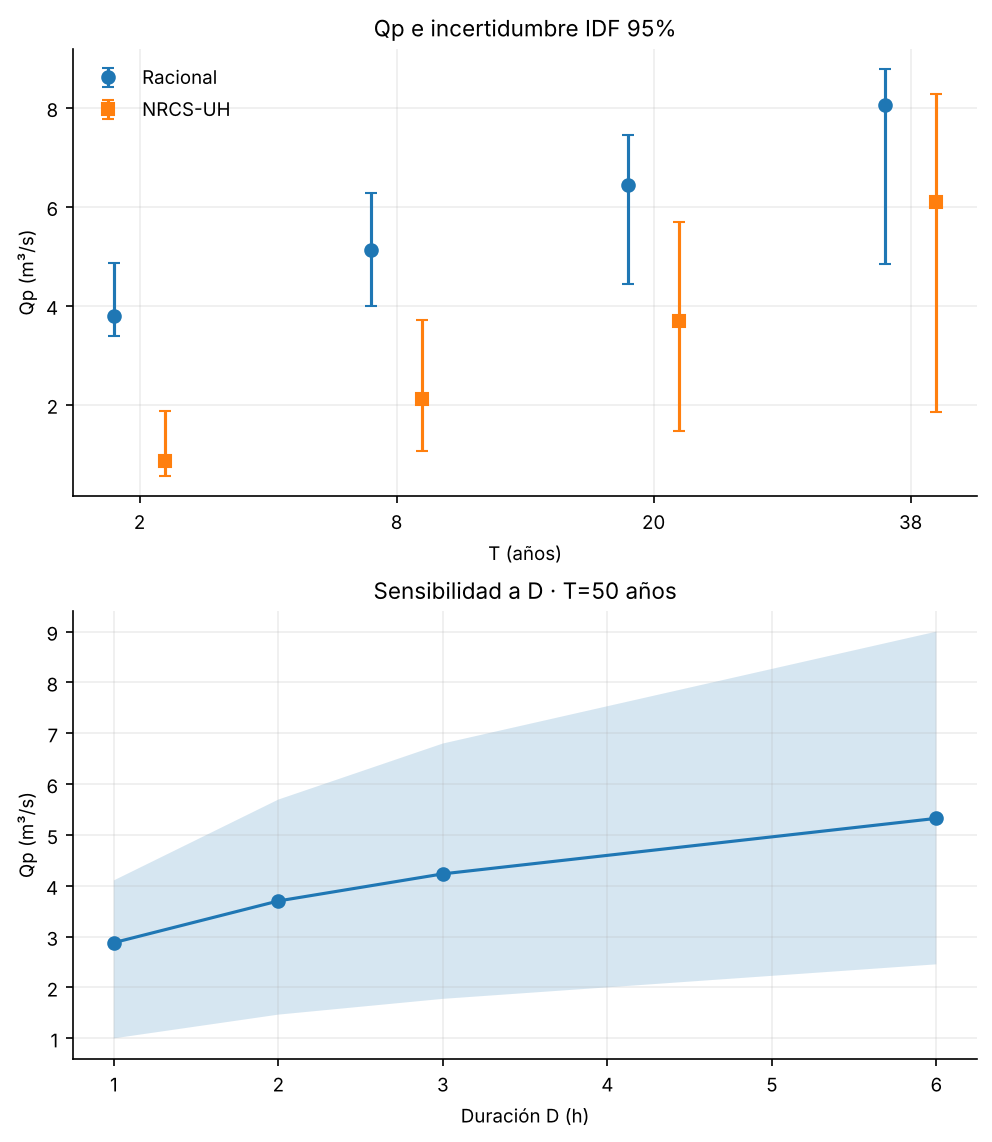 Qp e incertidumbre IDF 95%
Racional
NRCS-UH
8
6
4
2
Qp (m³/s)
2 8 20 38
T (años)
Sensibilidad a D · T=50 años
9
8
7
6
5
4
3
2
1
Qp (m³/s)
1 2 3 4 5 6
Duración D (h)